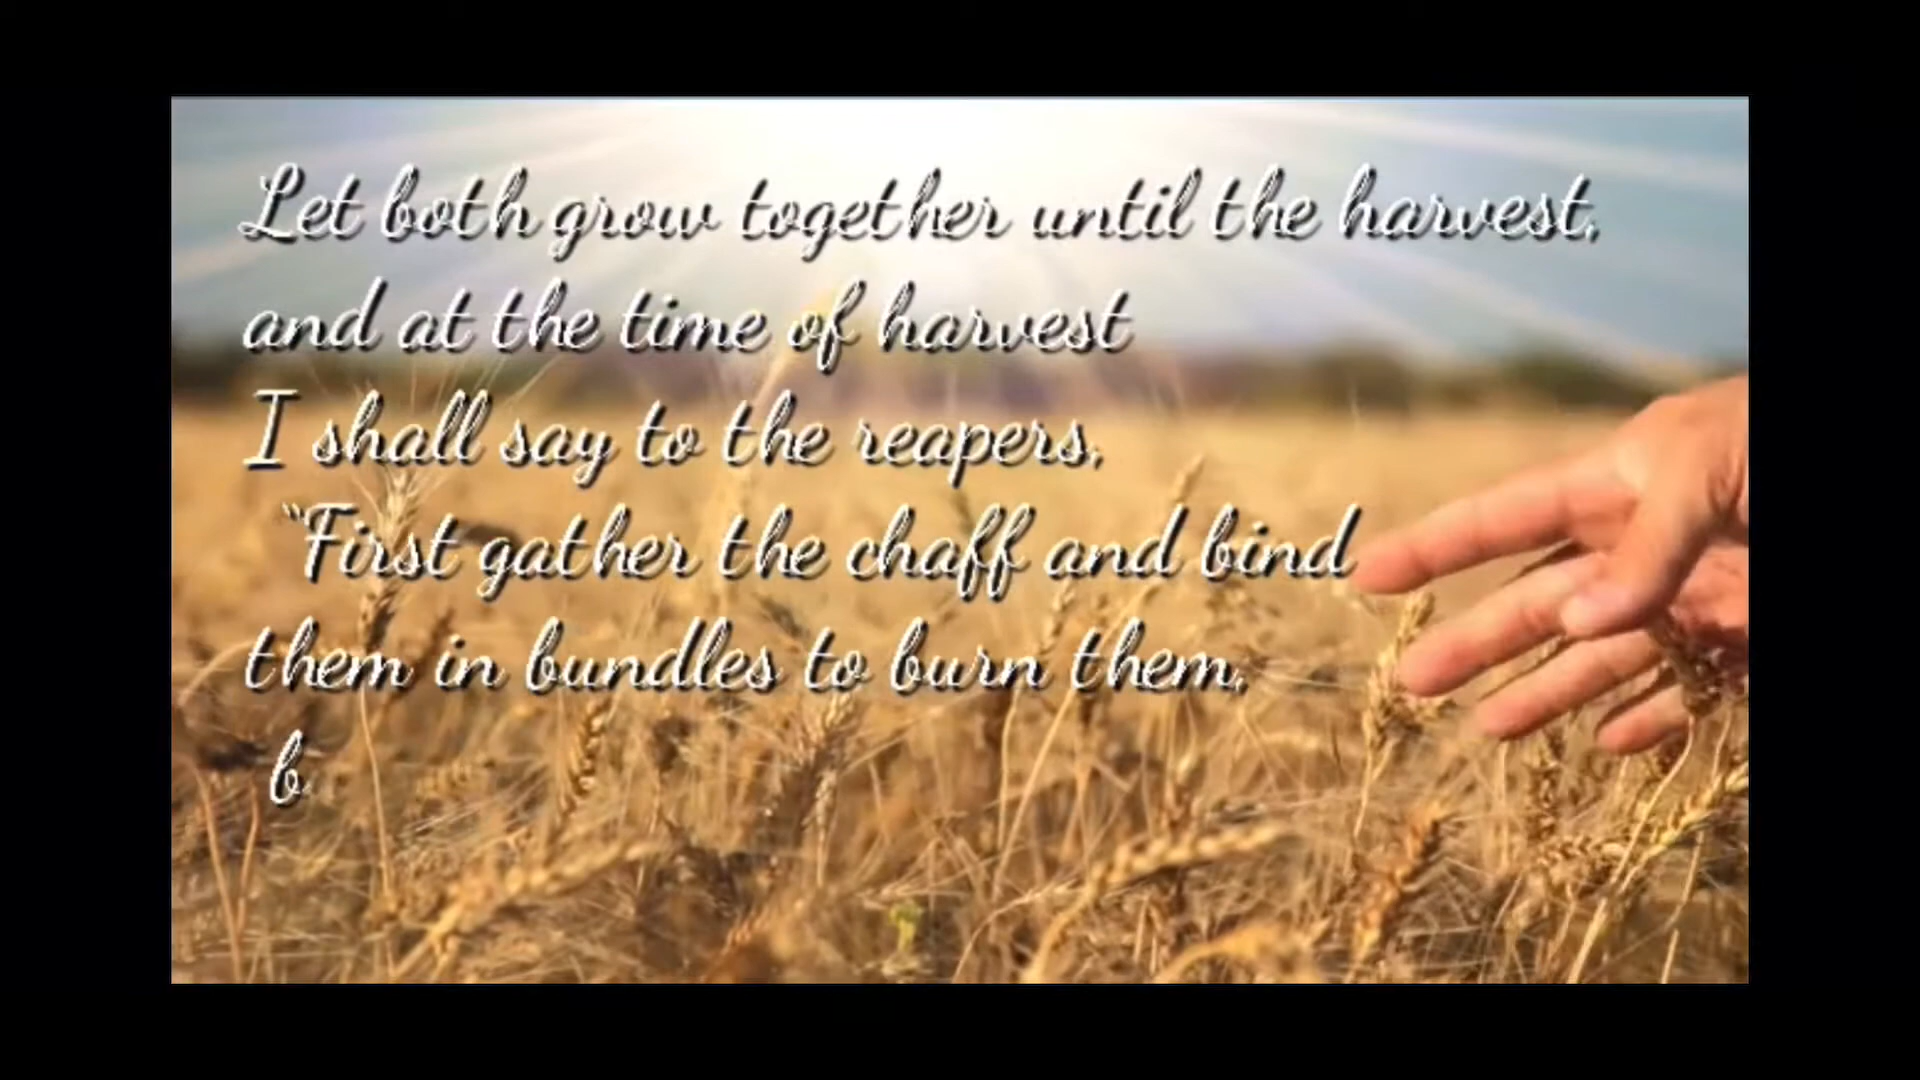 Let both grow together until the harvest,
and at the time of harvest
I shall say to the reapers,
“First gather the chaff and bind
them in bundles to burn them,
b